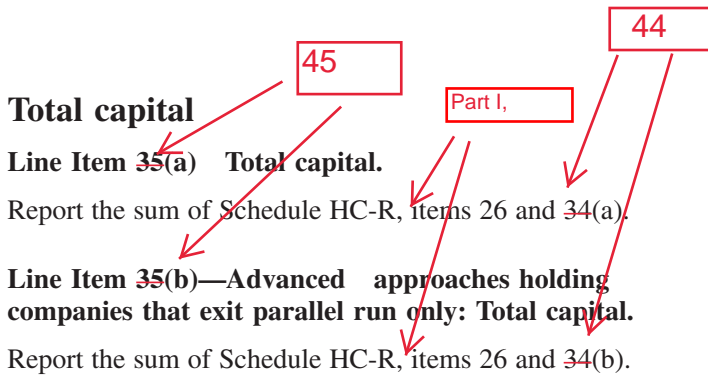 44
45
Part I,
Total capital
Line Item 35(a) Total capital.
Report the sum of Schedule HC-R, items 26 and 34(a).
Line Item 35(b)—Advanced approaches holding
companies that exit parallel run only: Total capital.
Report the sum of Schedule HC-R, items 26 and 34(b).